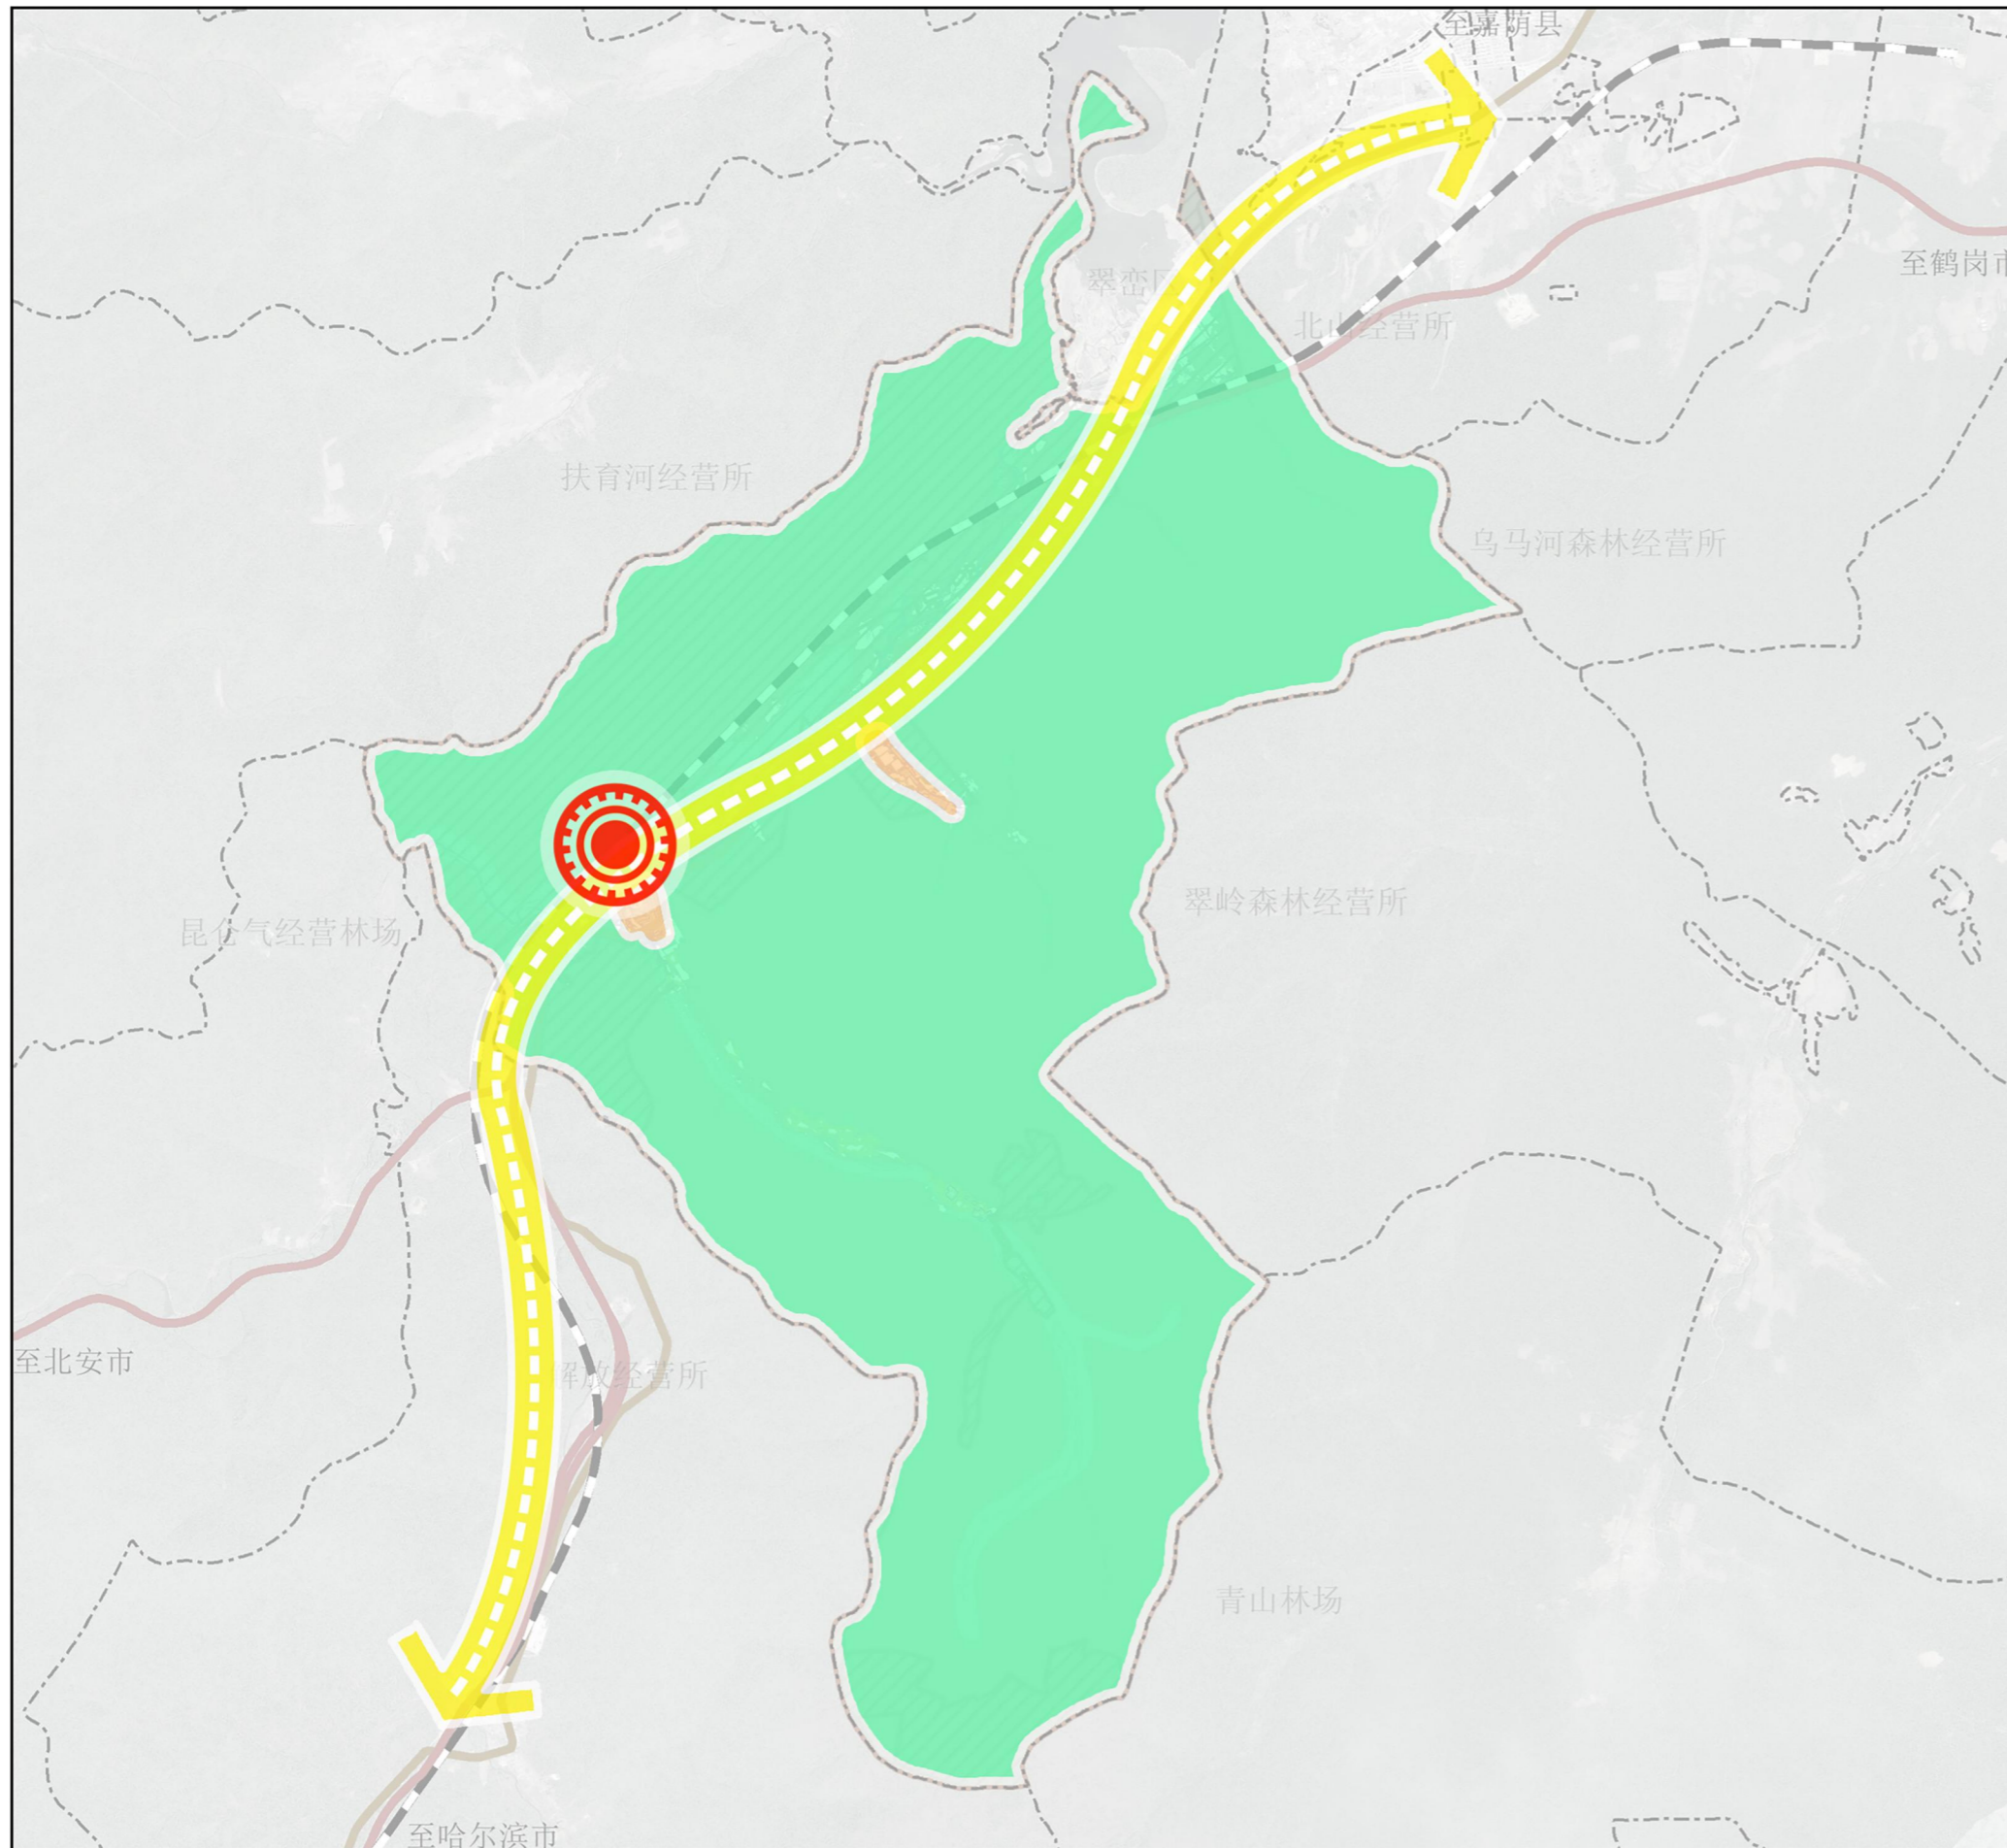 至嘉荫县
至鹤岗市
翠峦区
北山经营所
扶育河经营所
乌马河森林经营所
翠岭森林经营所
昆仑气经营林场
至北安市
解放经营所
青山林场
至哈尔滨市